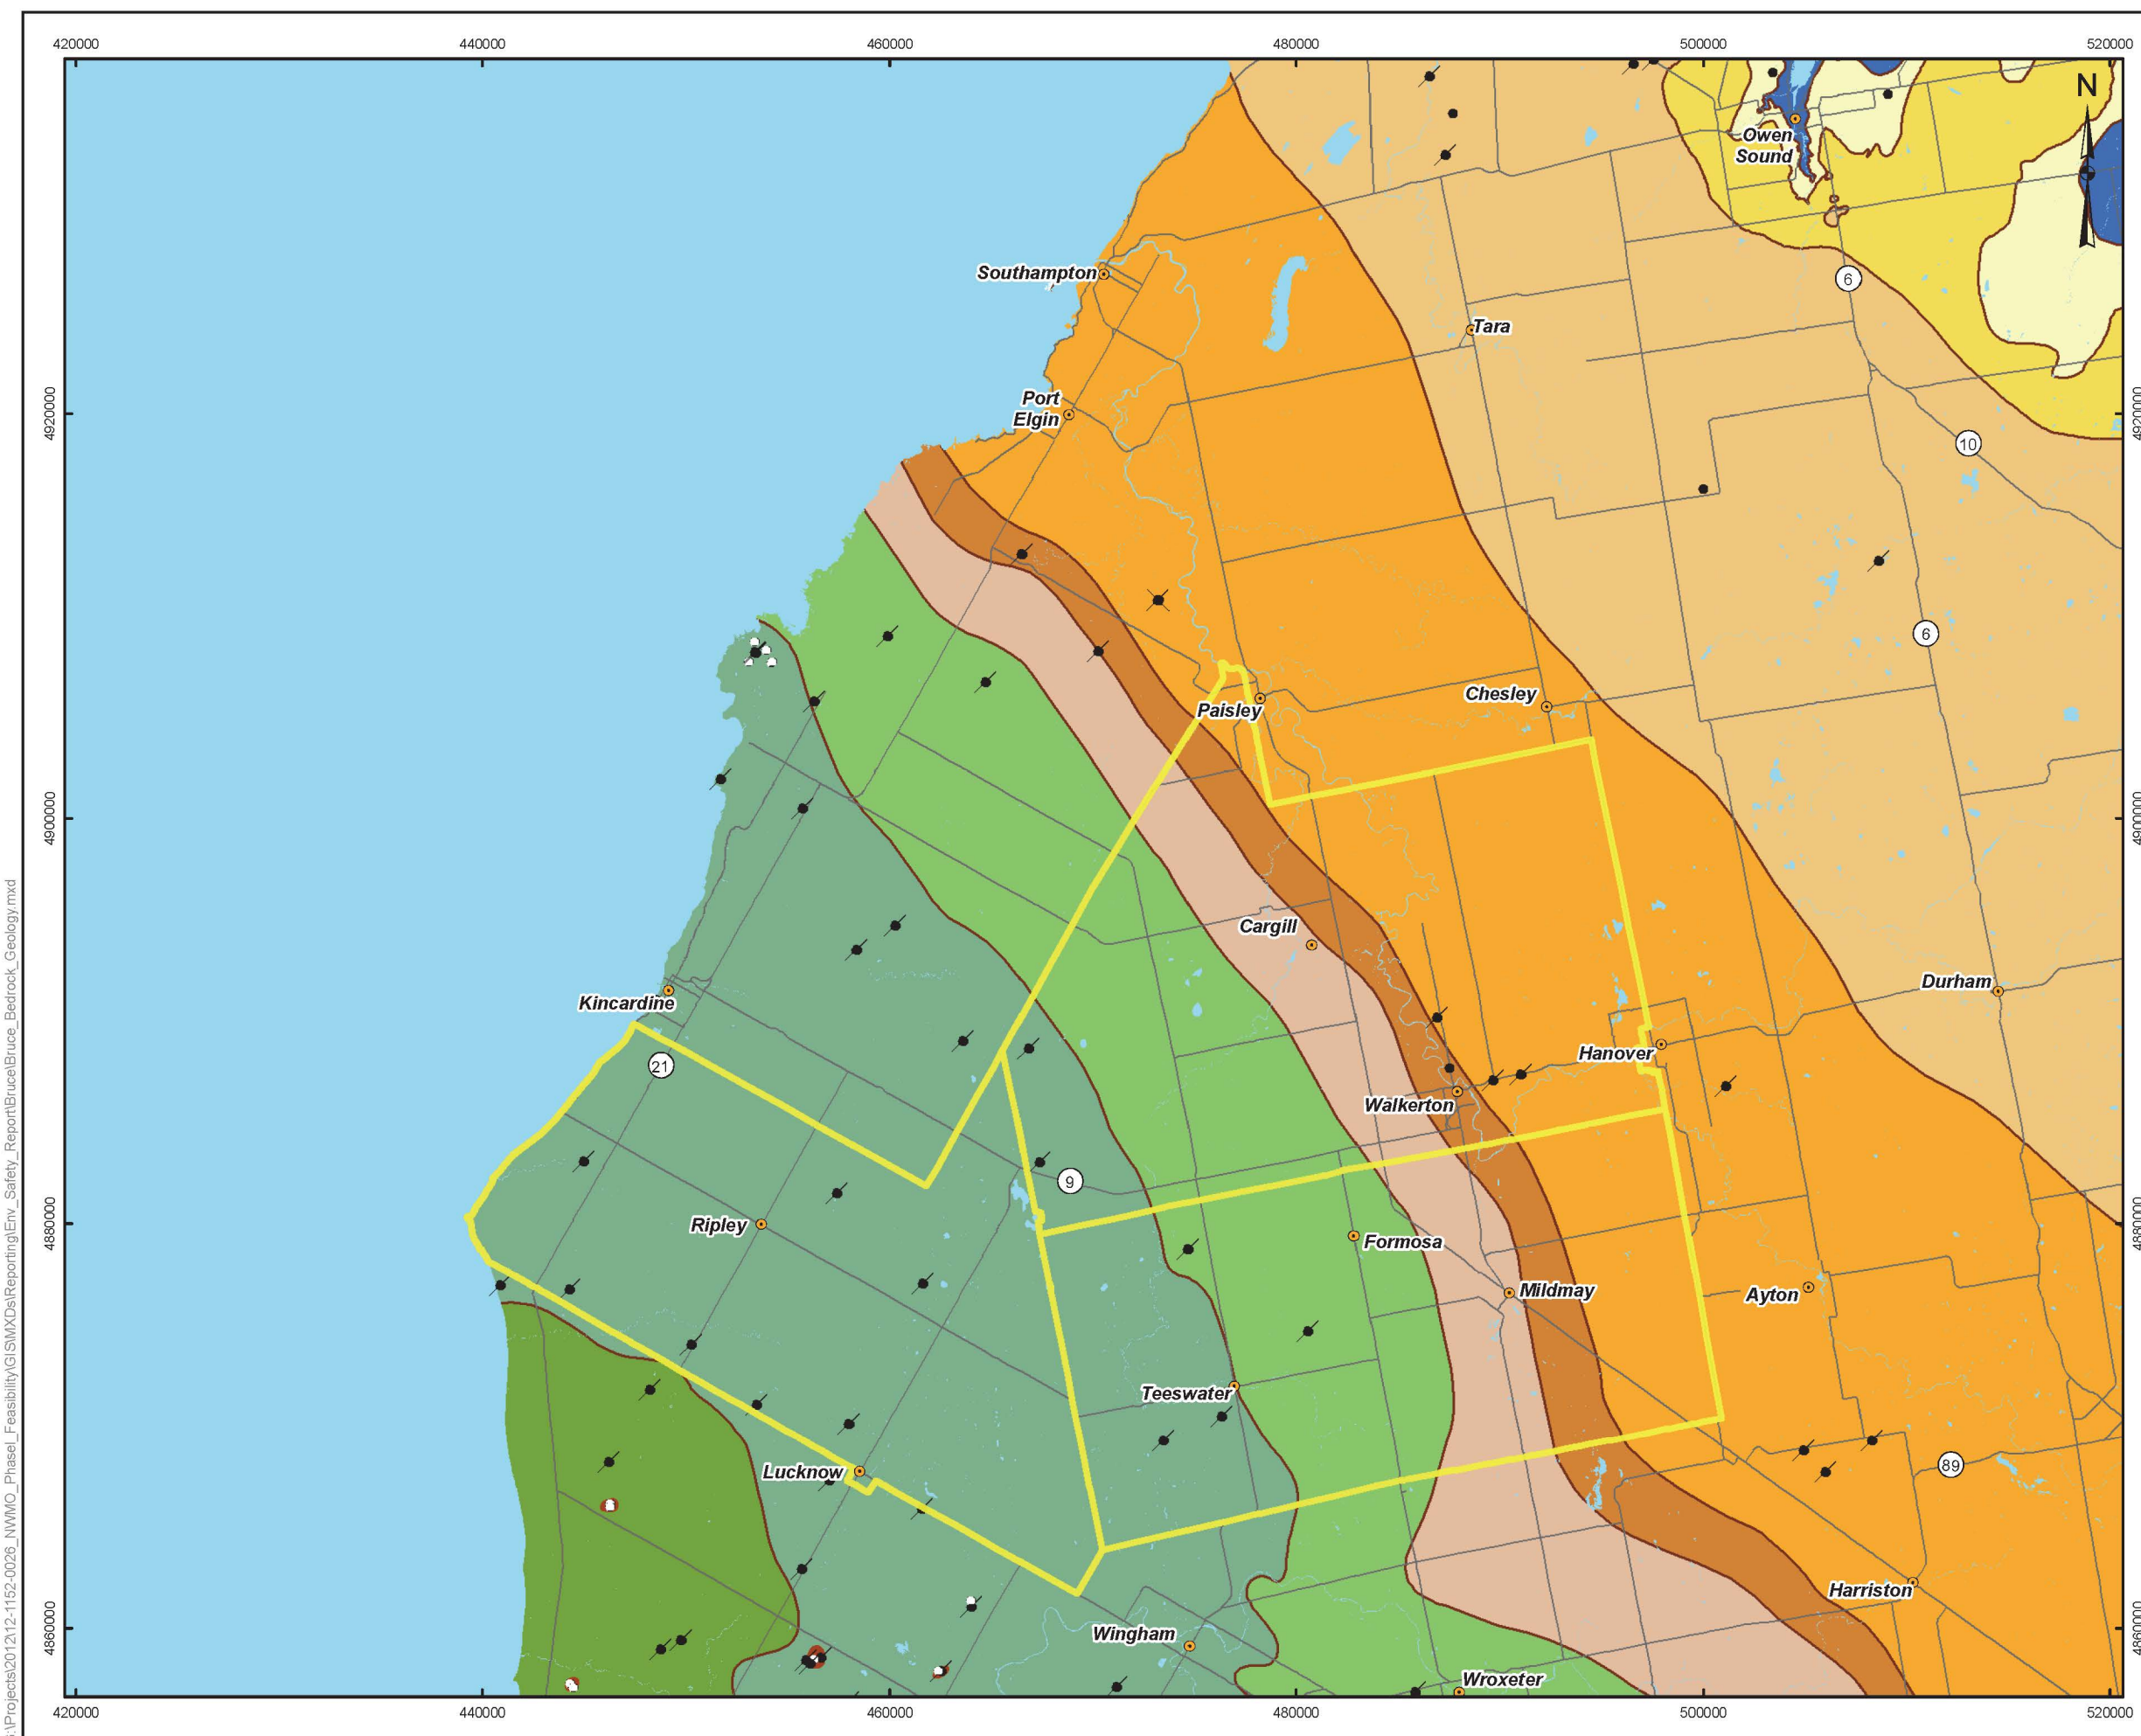 420000
440000
460000
480000
500000
520000
N
Owen
Sound
Southampton
6
Tara
Port
Elgin
4920000
10
6
Paisley
Chesley
4900000
Cargill
Durham
Kincardine
21
Hanover
Walkerton
9
4880000
Ripley
Formosa
Mildmay
Ayton
Teeswater
Lucknow
89
Harriston
4860000
Wingham
Wroxeter
420000
440000
460000
480000
500000
520000
:\Projects\2012\12-1152-0026_NWMO_PhaseI_Feasibility\GIS\MXDs\Reporting\Env_Safety_Report\Bruce\Bruce_Bedrock_Geology.mxd